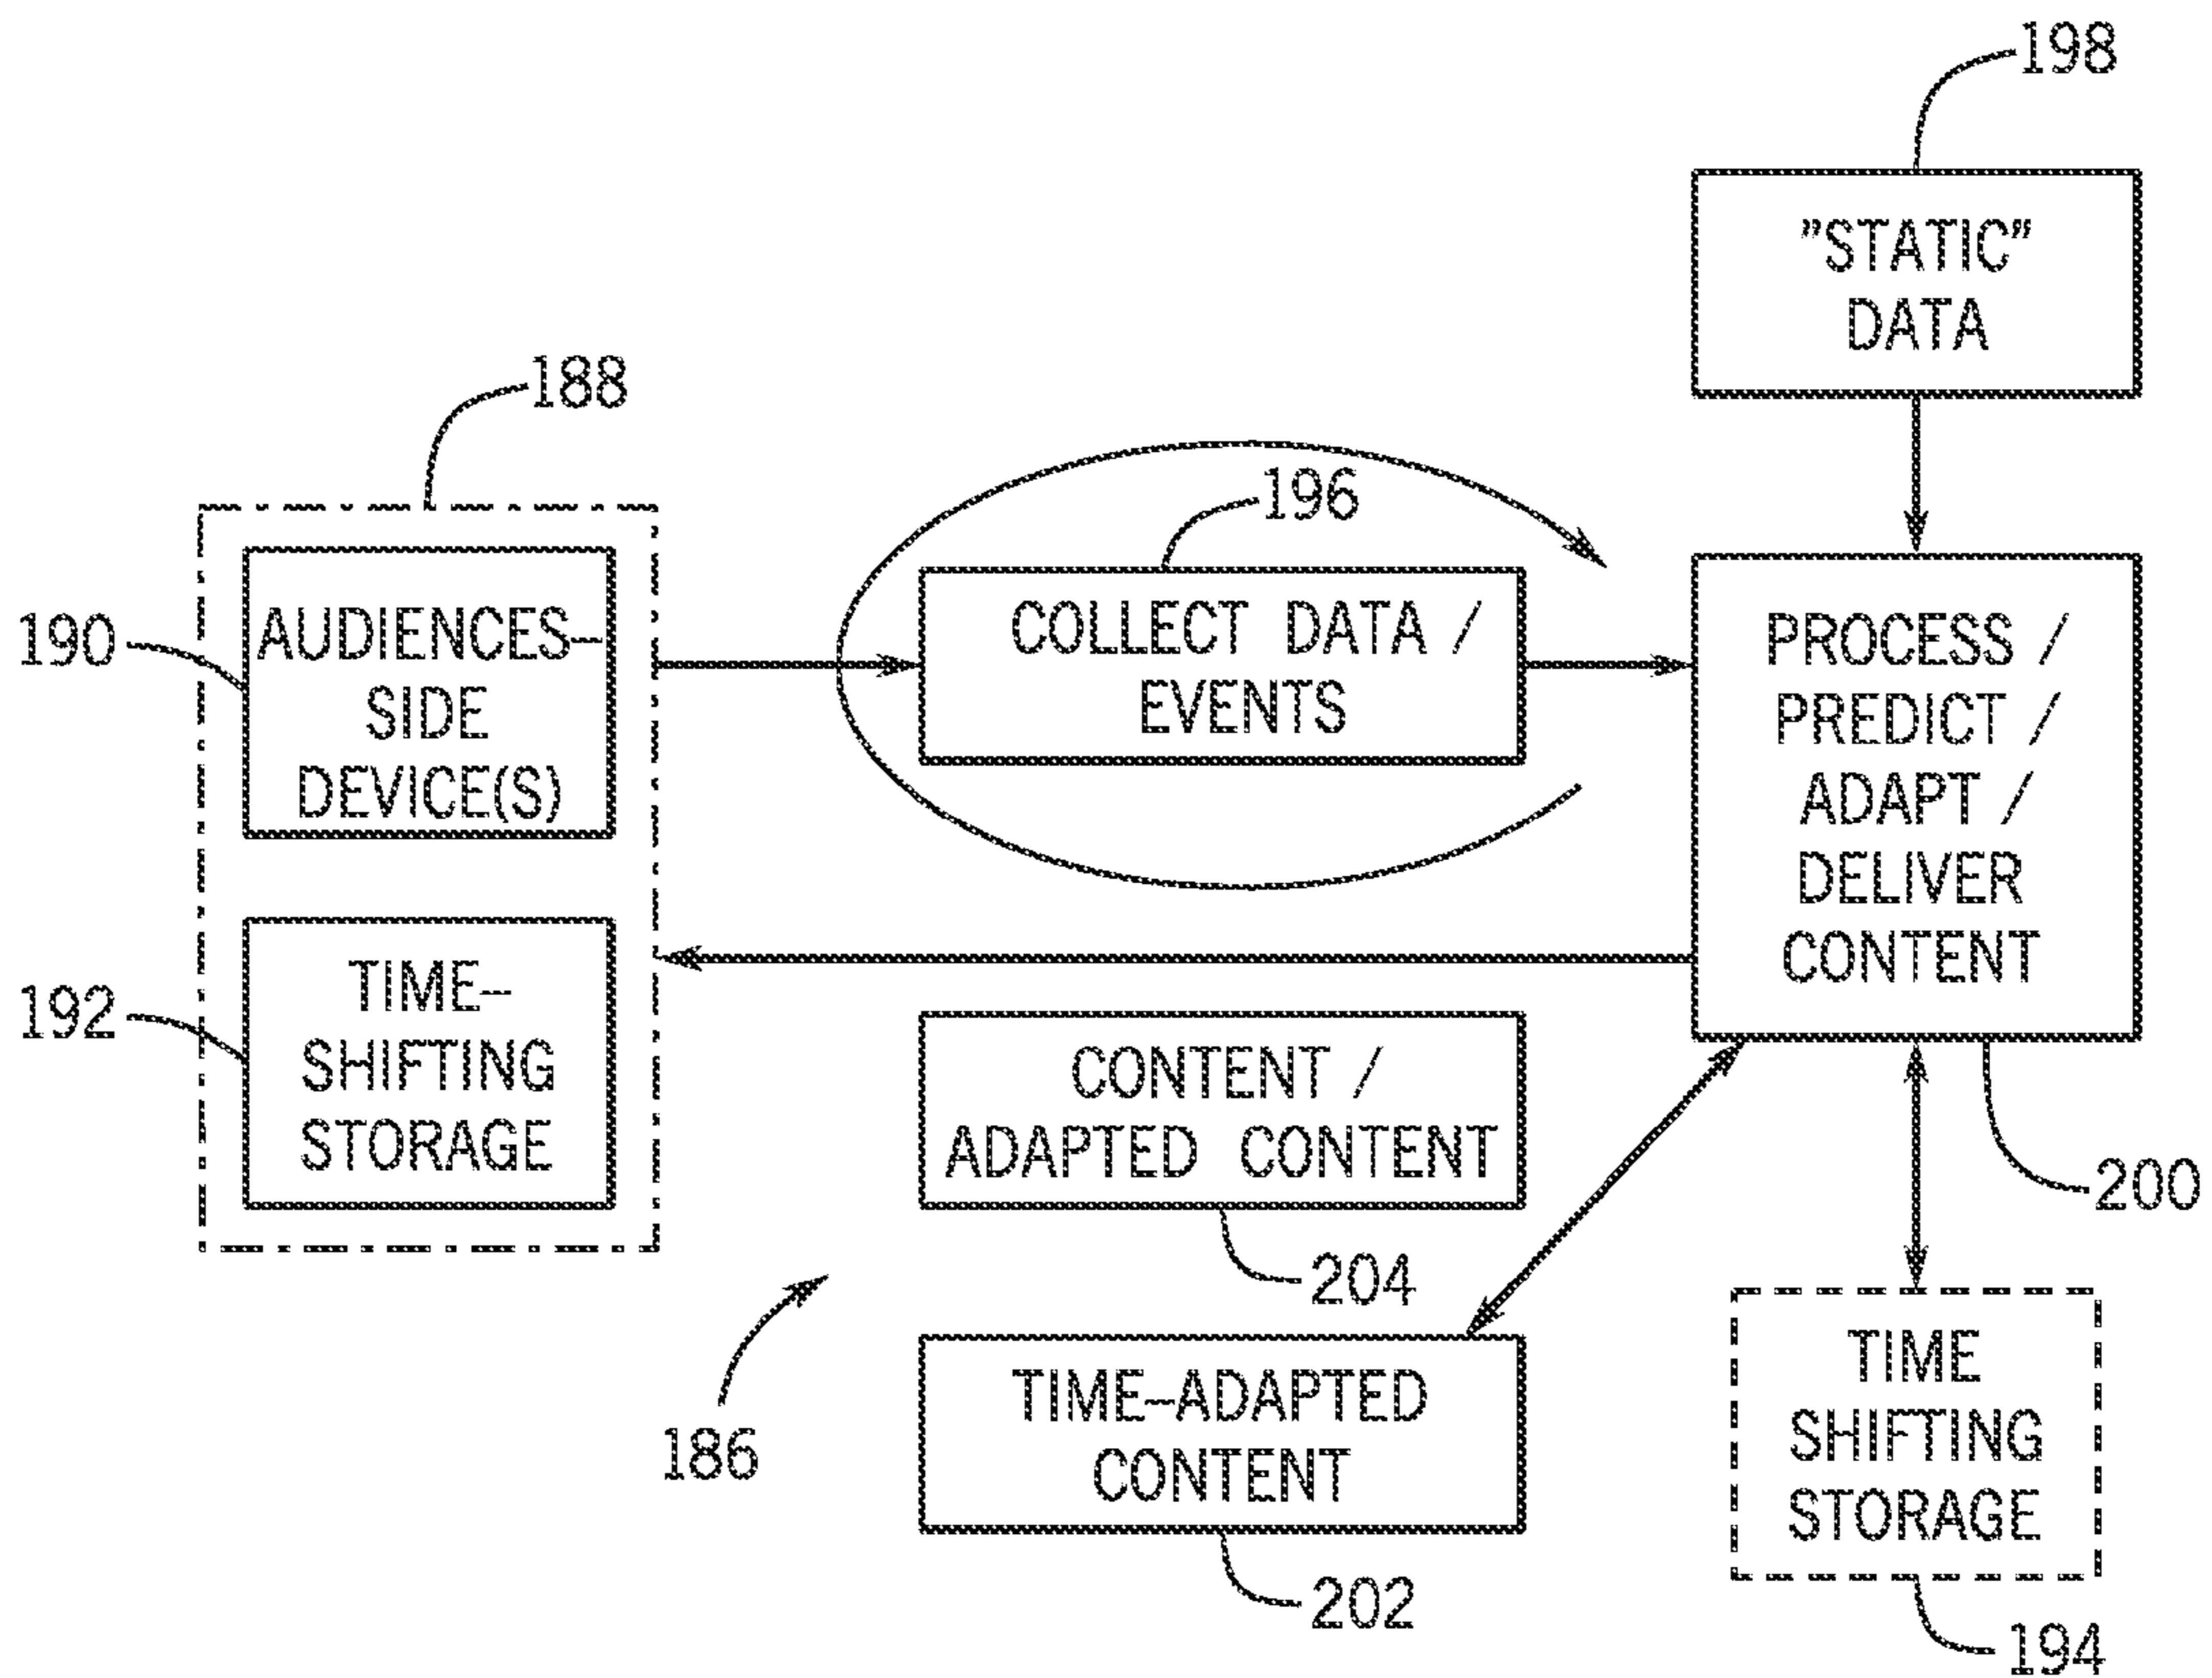 198
”STATIC”
DATA
188
196
190
AUDIENCES–
SIDE
DEVICE(S)
COLLECT DATA /
EVENTS
PROCESS /
PREDICT /
ADAPT /
DELIVER
CONTENT
192
TIME–
SHIFTING
STORAGE
CONTENT /
ADAPTED CONTENT
200
204
186
TIME–ADAPTED
CONTENT
TIME
SHIFTING
STORAGE
202
194